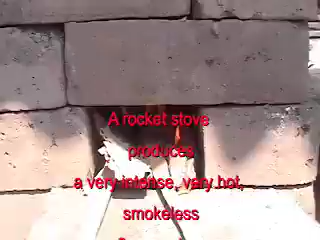 A rocket stove
produces
a very intense, very hot,
smokeless